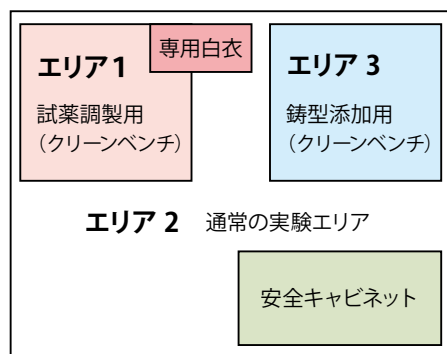 エリア 1
専用白衣
試薬調製用
（クリーンベンチ）
エリア 3
鋳型添加用
（クリーンベンチ）
エリア 2 通常の実験エリア
安全キャビネット